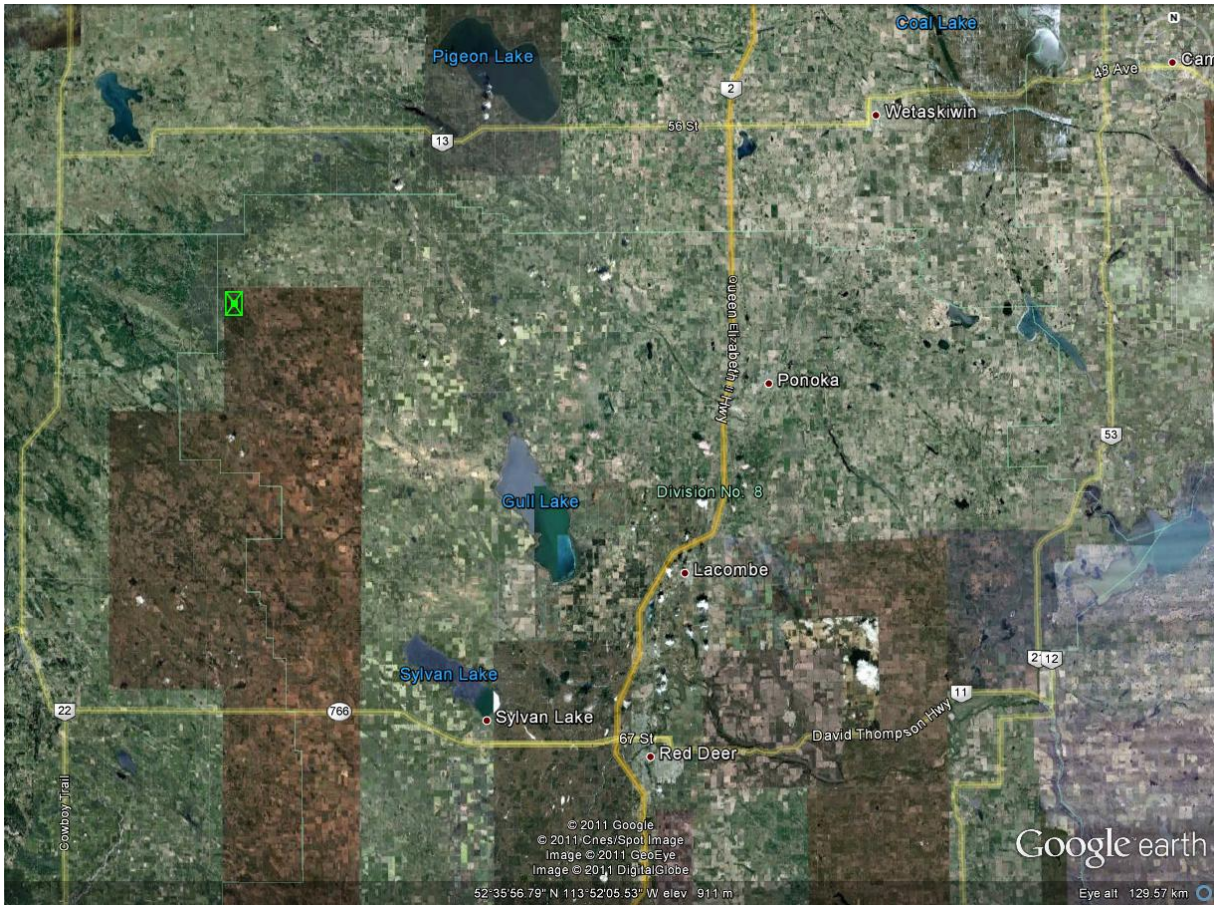 Coal Lake
N
Pigeon Lake
48 Ave
Cam
2
Wetaskiwin
13
56 St
Queen Elizabeth II Hwy
Ponoka
53
Gull Lake
Division No. 8
Lacombe
Sylvan Lake
12
11
22
766
Sylvan Lake
David Thompson Hwy
67 St
Red Deer
Cowboy Trail
© 2011 Google
© 2011 Cnes/Spot Image
Image © 2011 GeoEye
Image © 2011 DigitalGlobe
Google earth
52°35'56.79" N 113°52'05.53" W elev 911 m
Eye alt 129.57 km